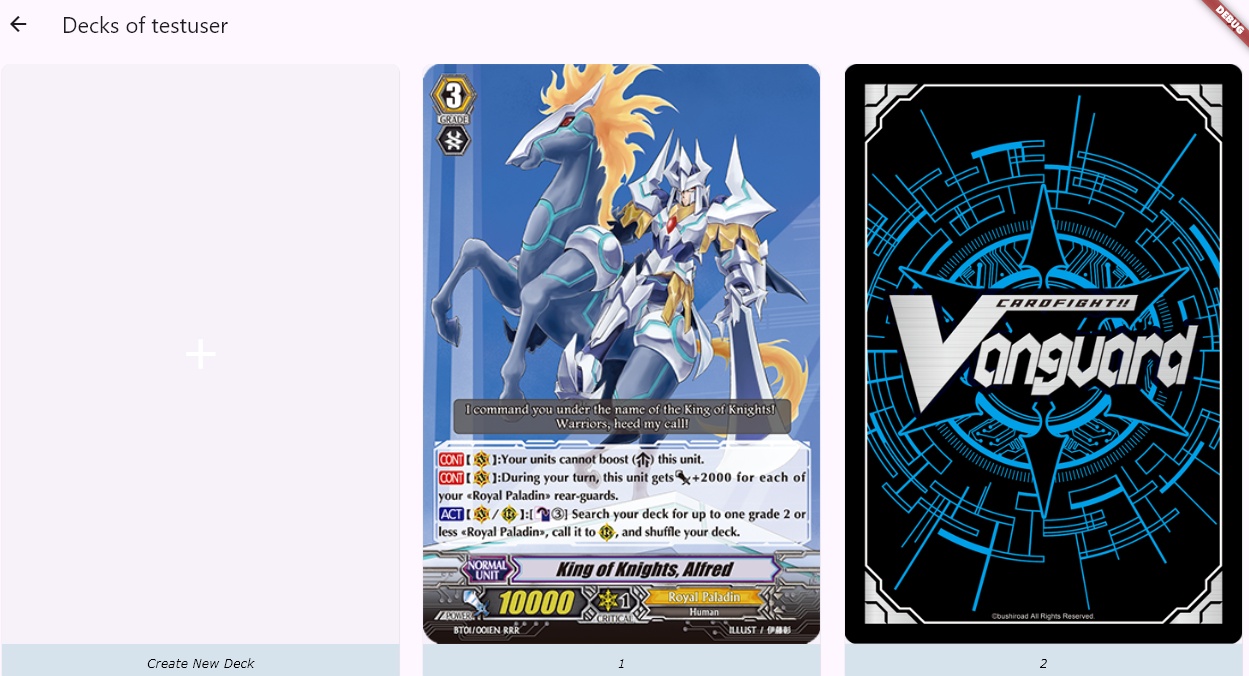 Decks of testuser
DEBUG
3
GRADE
I command you under the name of the King of Knights!
Warriors, heed my call!
CONT【 】:Your units cannot boost ( ) this unit.
CONT【 】:During your turn, this unit gets +2000 for each of
your «Royal Paladin» rear-guards.
ACT【 / 】:[ ③] Search your deck for up to one grade 2 or
less «Royal Paladin», call it to , and shuffle your deck.
NORMAL
UNIT
King of Knights, Alfred
POWER
10000
1
CRITICAL
Royal Paladin
Human
BT01/001EN RRR
ILLUST / 伊藤彰
CARDFIGHT!!
Vanguard
©bushiroad All Rights Reserved.
Create New Deck
1
2